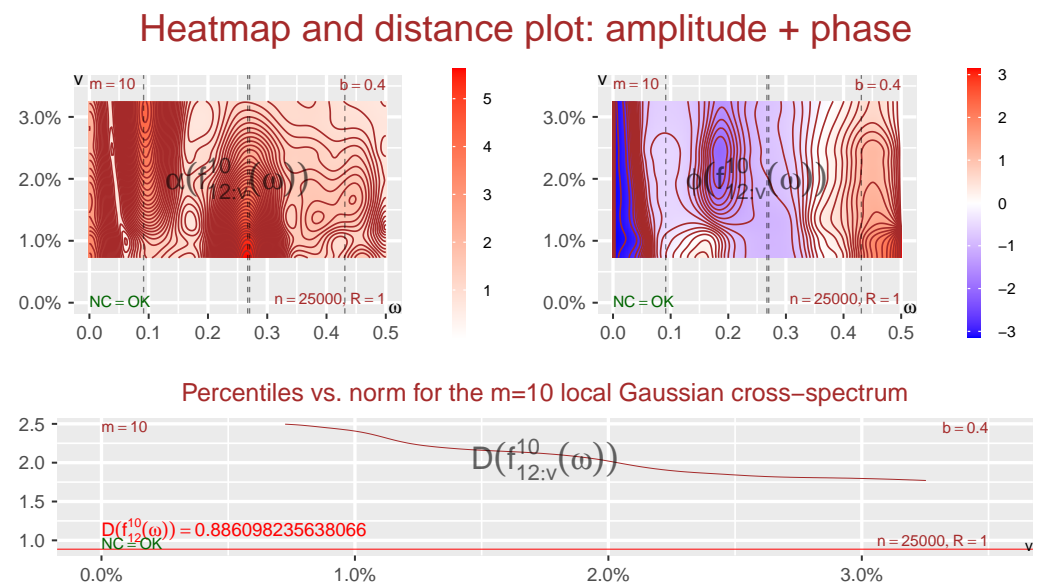 Heatmap and distance plot: amplitude + phase
v m = 10 b = 0.4
3.0%
2.0%
1.0%
0.0%
α(f¹⁰₁₂:ᵥ(ω))
NC = OK n = 25000, R = 1 ω
0.0 0.1 0.2 0.3 0.4 0.5
5
4
3
2
1
v m = 10 b = 0.4
3.0%
2.0%
1.0%
0.0%
ϕ(f¹⁰₁₂:ᵥ(ω))
NC = OK n = 25000, R = 1 ω
0.0 0.1 0.2 0.3 0.4 0.5
3
2
1
0
−1
−2
−3
Percentiles vs. norm for the m=10 local Gaussian cross−spectrum
2.5
2.0
1.5
1.0
m = 10 b = 0.4
D(f¹⁰₁₂:ᵥ(ω))
D(f¹⁰₁₂(ω)) = 0.886098235638066
NC = OK n = 25000, R = 1 v
0.0% 1.0% 2.0% 3.0%